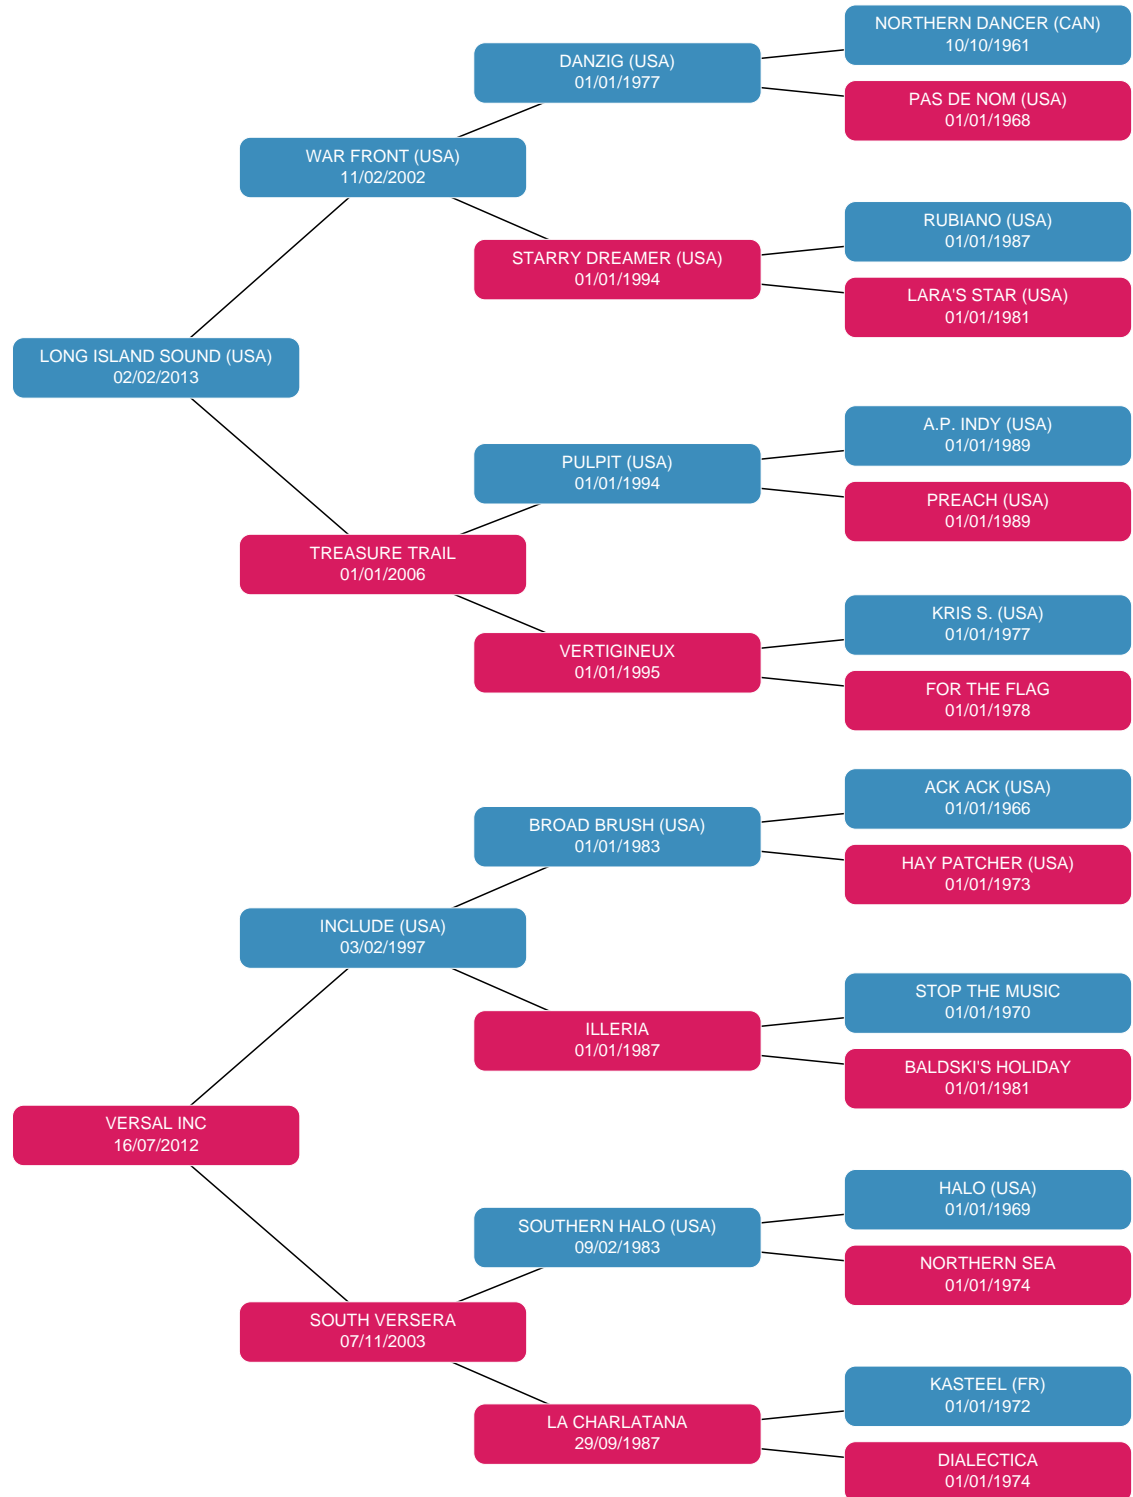 NORTHERN DANCER (CAN)
10/10/1961
DANZIG (USA)
01/01/1977
PAS DE NOM (USA)
01/01/1968
WAR FRONT (USA)
11/02/2002
RUBIANO (USA)
01/01/1987
STARRY DREAMER (USA)
01/01/1994
LARA'S STAR (USA)
01/01/1981
LONG ISLAND SOUND (USA)
02/02/2013
A.P. INDY (USA)
01/01/1989
PULPIT (USA)
01/01/1994
PREACH (USA)
01/01/1989
TREASURE TRAIL
01/01/2006
KRIS S. (USA)
01/01/1977
VERTIGINEUX
01/01/1995
FOR THE FLAG
01/01/1978
ACK ACK (USA)
01/01/1966
BROAD BRUSH (USA)
01/01/1983
HAY PATCHER (USA)
01/01/1973
INCLUDE (USA)
03/02/1997
STOP THE MUSIC
01/01/1970
ILLERIA
01/01/1987
BALDSKI'S HOLIDAY
01/01/1981
VERSAL INC
16/07/2012
HALO (USA)
01/01/1969
SOUTHERN HALO (USA)
09/02/1983
NORTHERN SEA
01/01/1974
SOUTH VERSERA
07/11/2003
KASTEEL (FR)
01/01/1972
LA CHARLATANA
29/09/1987
DIALECTICA
01/01/1974